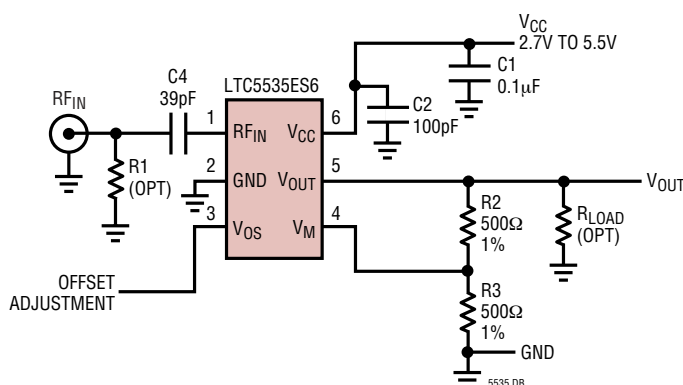 V_CC
2.7V TO 5.5V
C1
0.1µF
C4
39pF
LTC5535ES6
RF_IN
1
RF_IN
V_CC
6
C2
100pF
R1
(OPT)
2
GND
V_OUT
5
V_OUT
3
V_OS
V_M
4
R2
500Ω
1%
R_LOAD
(OPT)
OFFSET
ADJUSTMENT
R3
500Ω
1%
GND
5535 DB